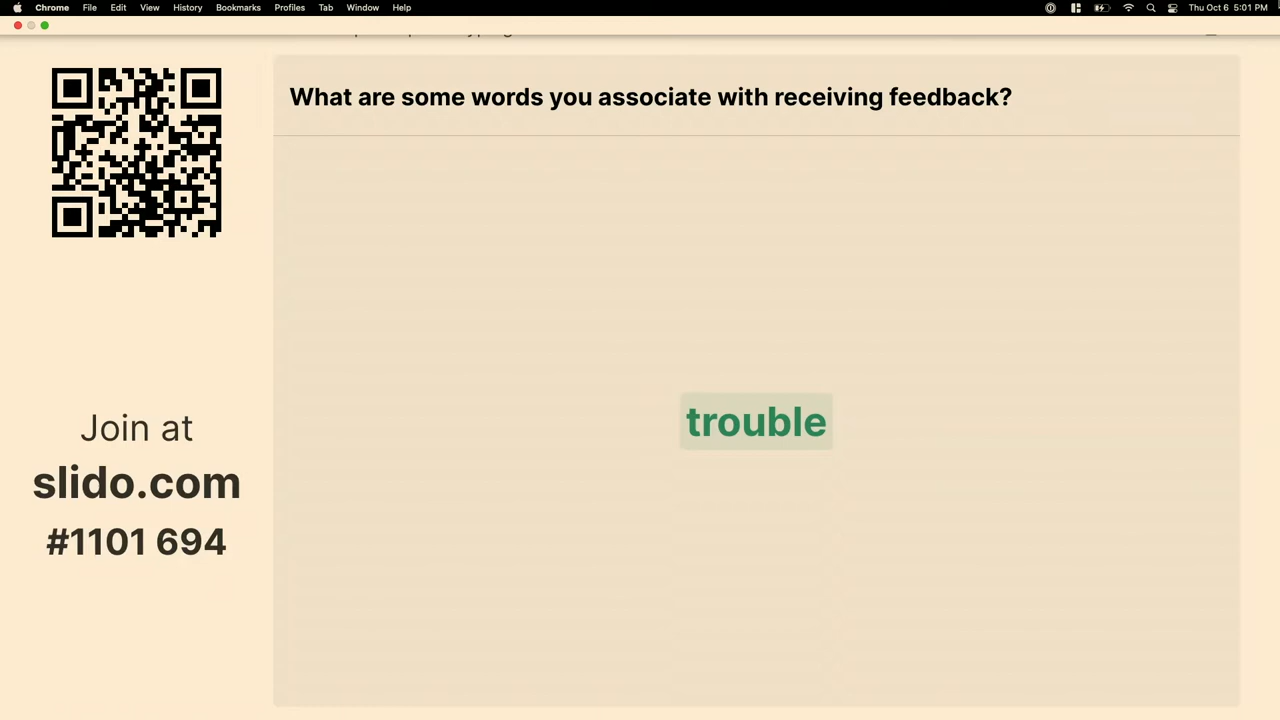 Chrome File Edit View History Bookmarks Profiles Tab Window Help Thu Oct 6 5:01 PM
What are some words you associate with receiving feedback?
trouble
Join at
slido.com
#1101 694